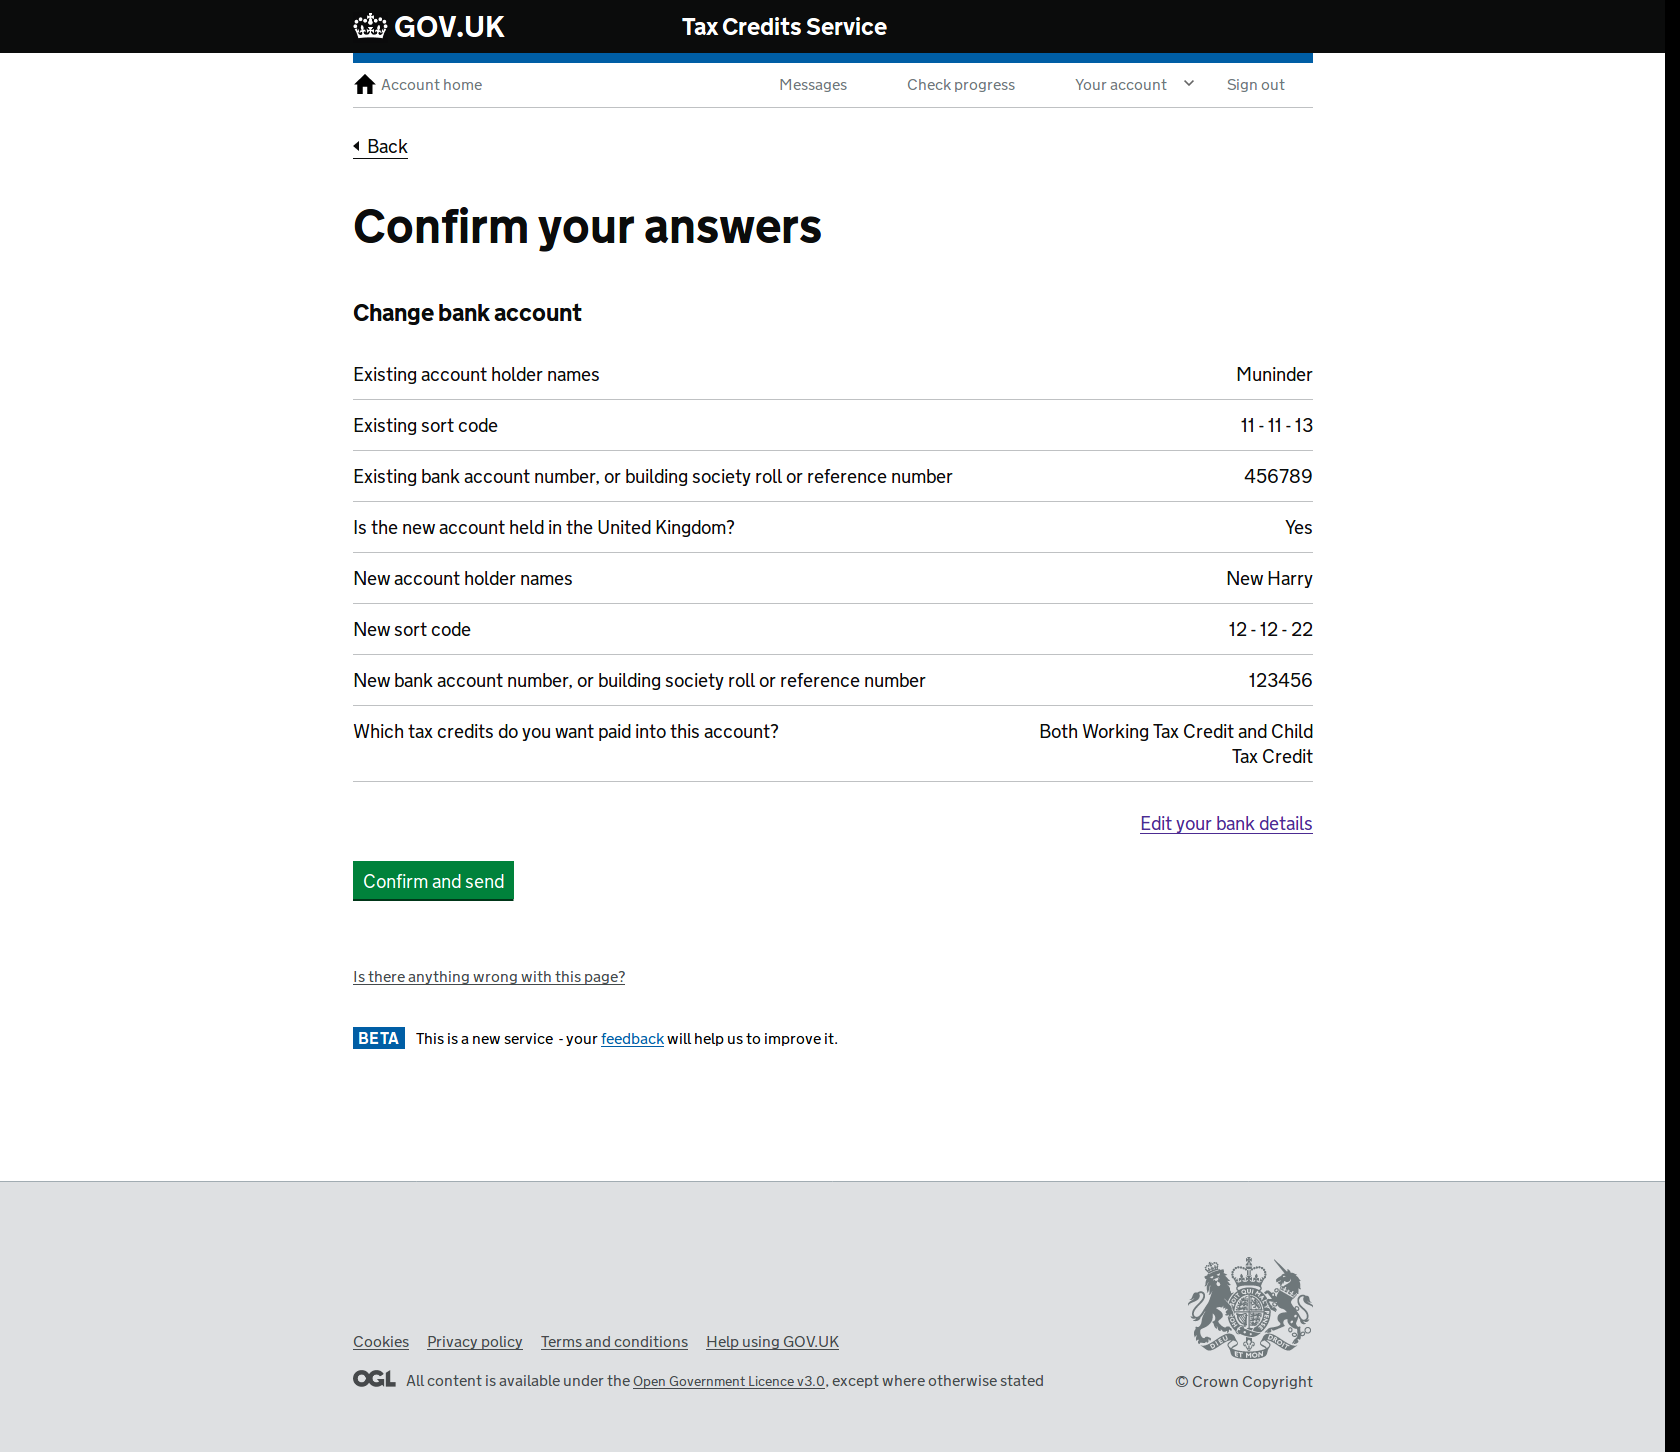 GOV.UK
Tax Credits Service
Account home
Messages
Check progress
Your account
Sign out
Back
Confirm your answers
Change bank account
Existing account holder names Muninder
Existing sort code 11 - 11 - 13
Existing bank account number, or building society roll or reference number 456789
Is the new account held in the United Kingdom? Yes
New account holder names New Harry
New sort code 12 - 12 - 22
New bank account number, or building society roll or reference number 123456
Which tax credits do you want paid into this account? Both Working Tax Credit and Child
Tax Credit
Edit your bank details
Confirm and send
Is there anything wrong with this page?
BETA This is a new service - your feedback will help us to improve it.
Cookies Privacy policy Terms and conditions Help using GOV.UK
OGL All content is available under the Open Government Licence v3.0, except where otherwise stated
© Crown Copyright